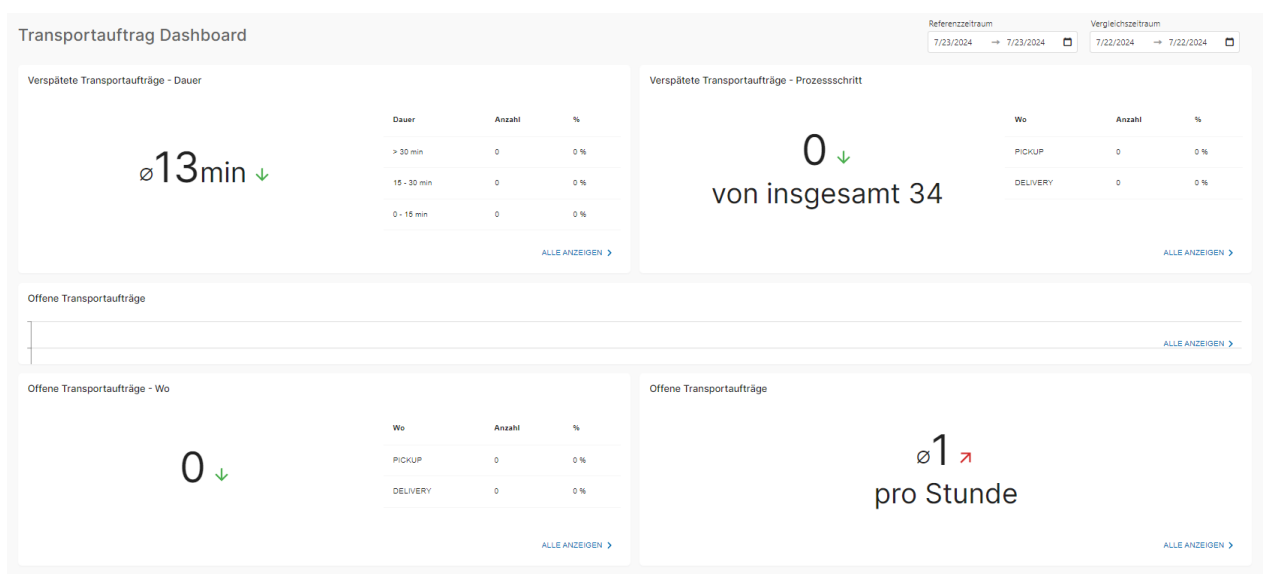 Transportauftrag Dashboard
Referenzzeitraum
7/23/2024 → 7/23/2024
Vergleichszeitraum
7/22/2024 → 7/22/2024
Verspätete Transportaufträge - Dauer
⌀13min ↓
Dauer Anzahl %
> 30 min 0 0 %
15 - 30 min 0 0 %
0 - 15 min 0 0 %
ALLE ANZEIGEN >
Verspätete Transportaufträge - Prozessschritt
0 ↓
von insgesamt 34
Wo Anzahl %
PICKUP 0 0 %
DELIVERY 0 0 %
ALLE ANZEIGEN >
Offene Transportaufträge
ALLE ANZEIGEN >
Offene Transportaufträge - Wo
0 ↓
Wo Anzahl %
PICKUP 0 0 %
DELIVERY 0 0 %
ALLE ANZEIGEN >
Offene Transportaufträge
⌀1 ↗
pro Stunde
ALLE ANZEIGEN >